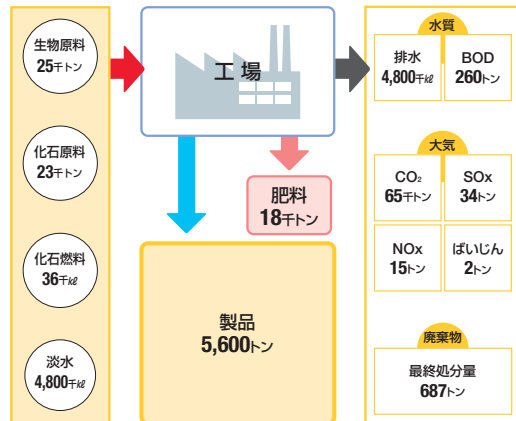 生物原料
25千トン
化石原料
23千トン
化石燃料
36千kℓ
淡水
4,800千kℓ
工場
肥料
18千トン
製品
5,600トン
水質
排水
4,800千kℓ
BOD
260トン
大気
CO₂
65千トン
SOx
34トン
NOx
15トン
ばいじん
2トン
廃棄物
最終処分量
687トン